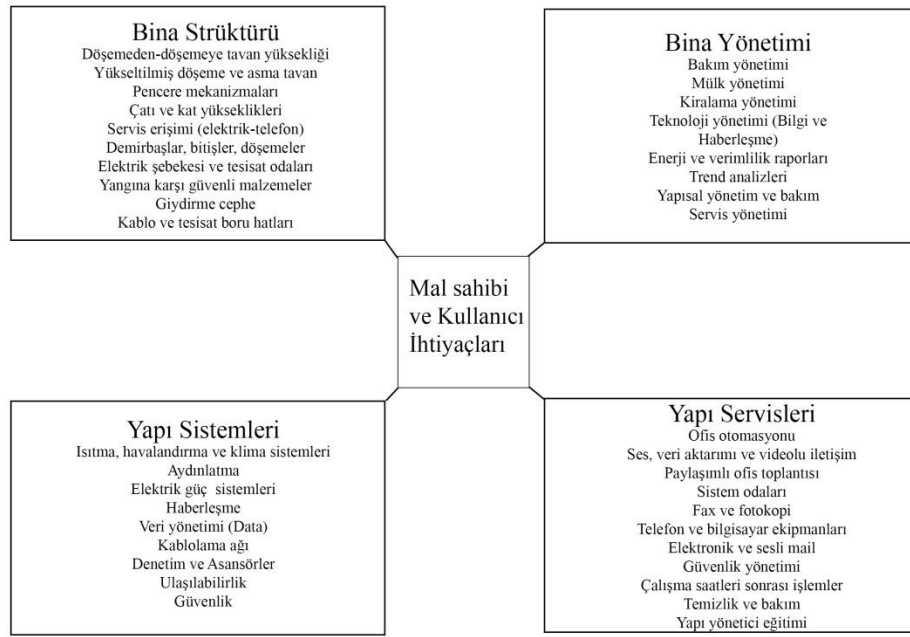 Bina Strüktürü
Döşemeden-döşemeye tavan yüksekliği
Yükseltilmiş döşeme ve asma tavan
Pencere mekanizmaları
Çatı ve kat yükseklikleri
Servis erişimi (elektrik-telefon)
Demirbaşlar, bitişler, döşemeler
Elektrik şebekesi ve tesisat odaları
Yangına karşı güvenli malzemeler
Giydirme cephe
Kablo ve tesisat boru hatları
Bina Yönetimi
Bakım yönetimi
Mülk yönetimi
Kiralama yönetimi
Teknoloji yönetimi (Bilgi ve
Haberleşme)
Enerji ve verimlilik raporları
Trend analizleri
Yapısal yönetim ve bakım
Servis yönetimi
Mal sahibi
ve Kullanıcı
İhtiyaçları
Yapı Sistemleri
Isıtma, havalandırma ve klima sistemleri
Aydınlatma
Elektrik güç sistemleri
Haberleşme
Veri yönetimi (Data)
Kablolama ağı
Denetim ve Asansörler
Ulaşılabilirlik
Güvenlik
Yapı Servisleri
Ofis otomasyonu
Ses, veri aktarımı ve videolu iletişim
Paylaşımlı ofis toplantısı
Sistem odaları
Fax ve fotokopi
Telefon ve bilgisayar ekipmanları
Elektronik ve sesli mail
Güvenlik yönetimi
Çalışma saatleri sonrası işlemler
Temizlik ve bakım
Yapı yönetici eğitimi